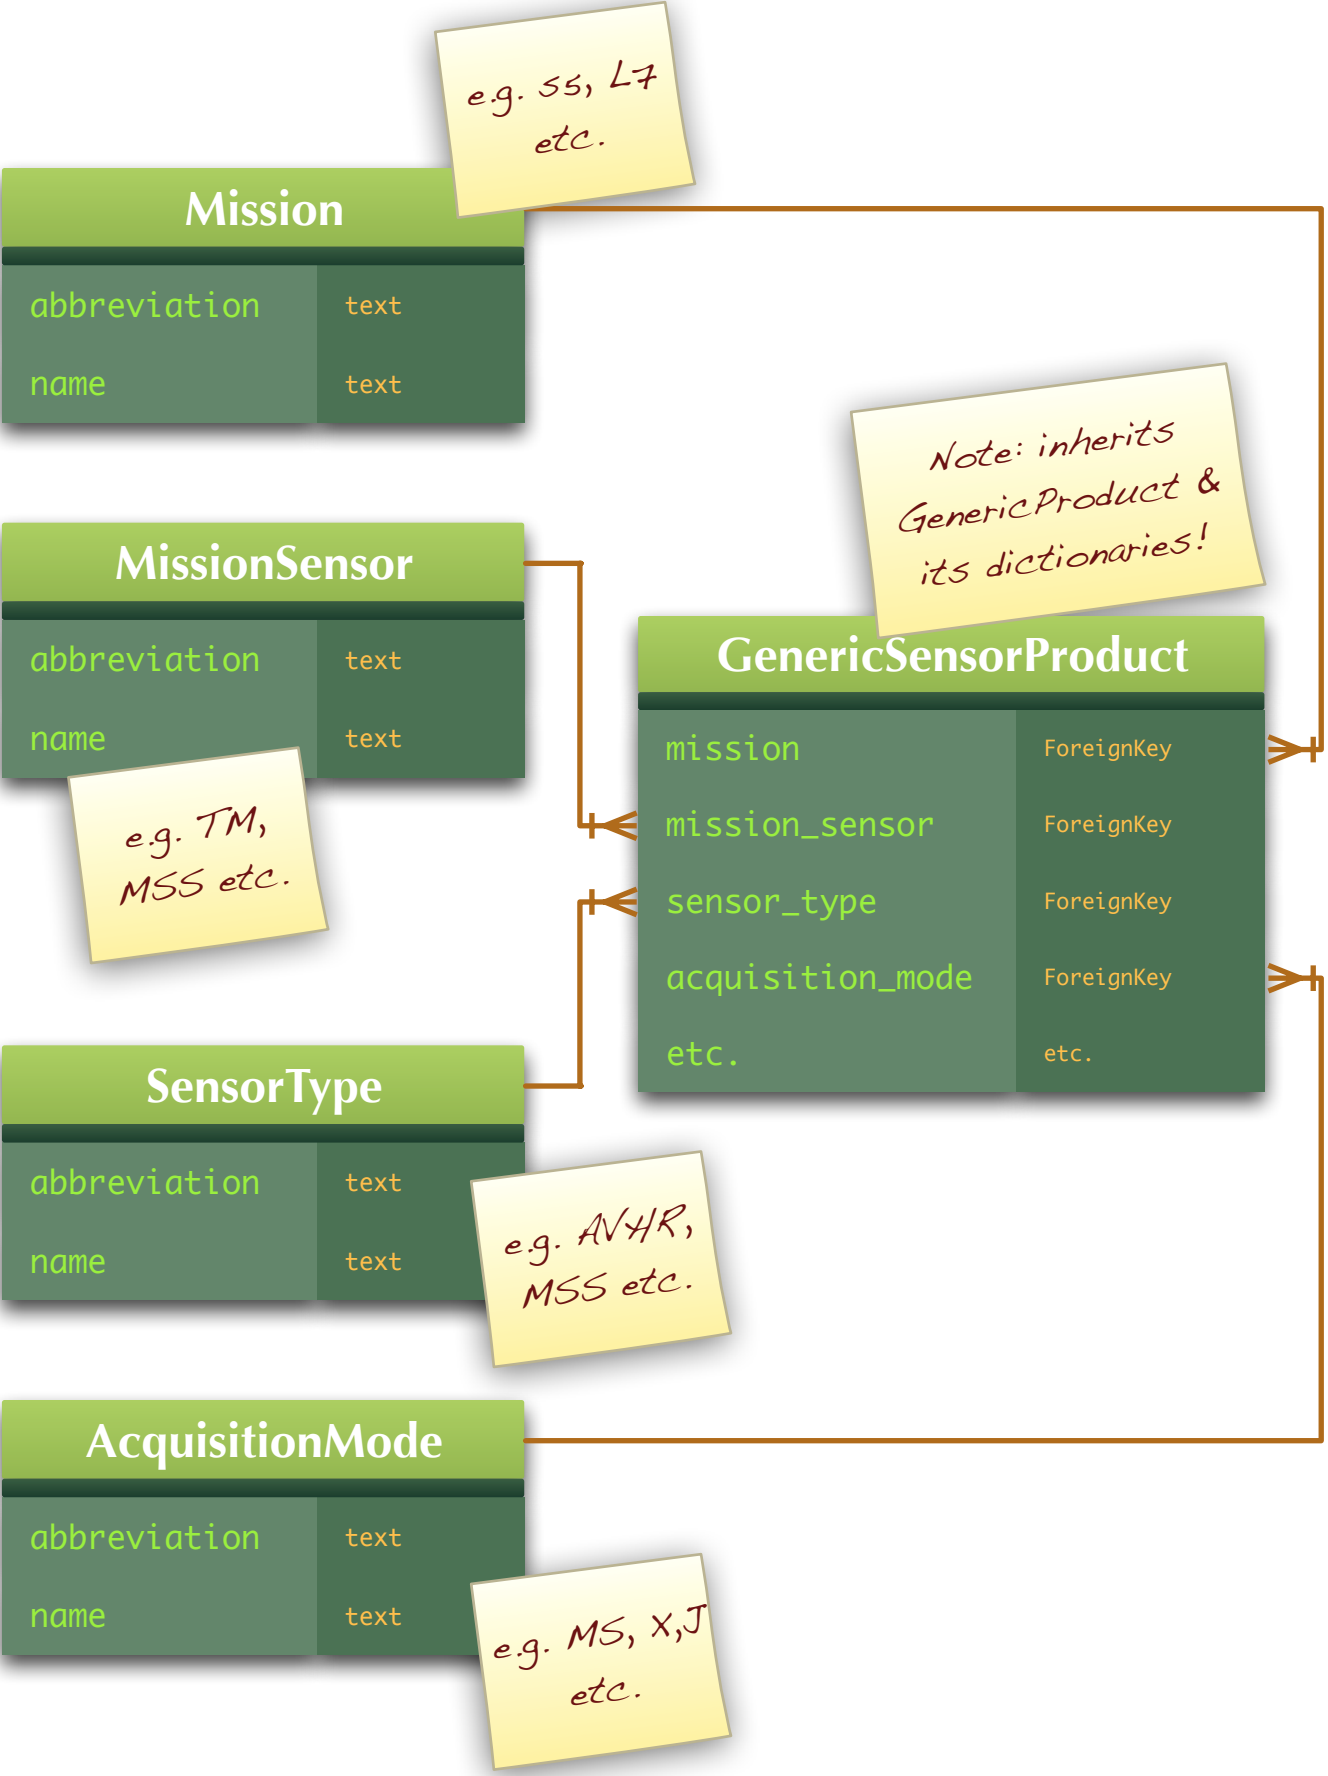 e.g. S5, L7
etc.
Mission
abbreviation text
name text
Note: inherits
GenericProduct &
its dictionaries!
MissionSensor
abbreviation text
name text
e.g. TM,
MSS etc.
GenericSensorProduct
mission ForeignKey
mission_sensor ForeignKey
sensor_type ForeignKey
acquisition_mode ForeignKey
etc. etc.
SensorType
abbreviation text
name text
e.g. AVHR,
MSS etc.
AcquisitionMode
abbreviation text
name text
e.g. MS, X,J
etc.